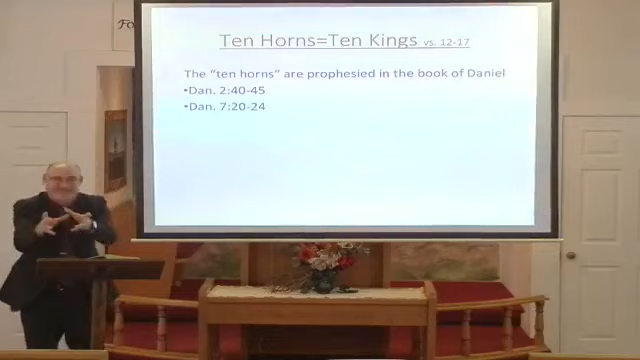 Fo
Ten Horns=Ten Kings vs. 12-17
The "ten horns" are prophesied in the book of Daniel
•Dan. 2:40-45
•Dan. 7:20-24